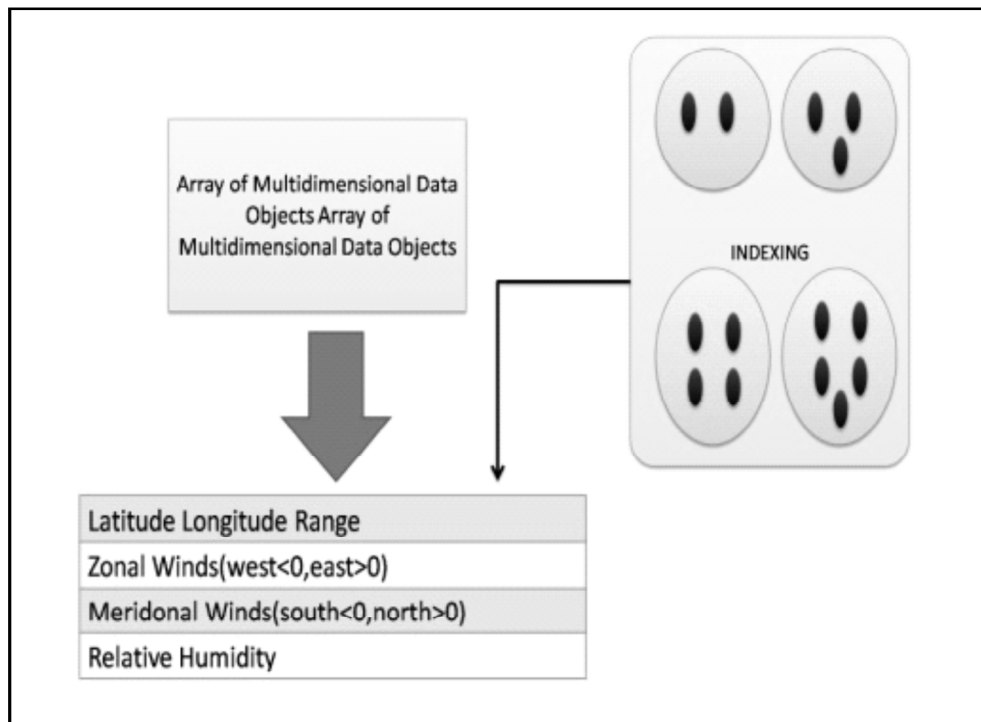 Array of Multidimensional Data
Objects Array of
Multidimensional Data Objects
INDEXING
Latitude Longitude Range
Zonal Winds(west<0,east>0)
Meridonal Winds(south<0,north>0)
Relative Humidity